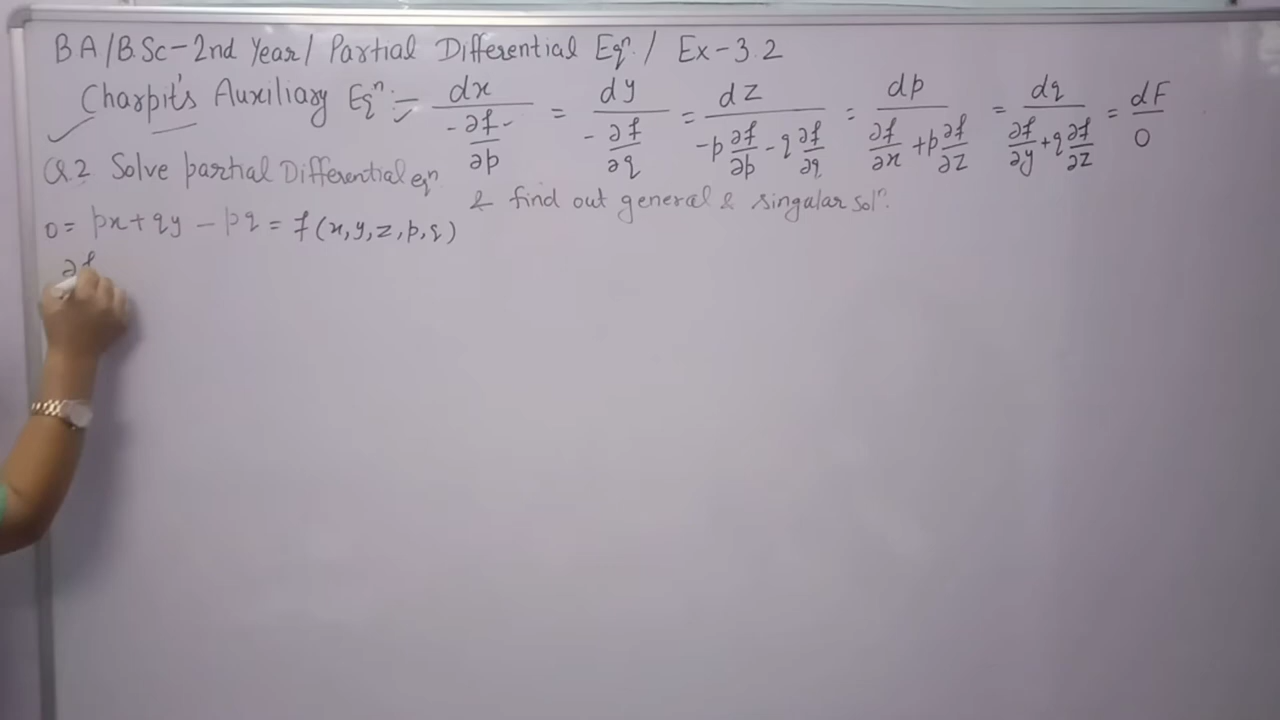 BA/B.Sc-2nd Year/ Partial Differential Eqn./ Ex-3.2
Charpit's Auxiliary Eqn:- dx/(-∂f/∂p) = dy/(-∂f/∂q) = dz/(-p ∂f/∂p - q ∂f/∂q) = dp/(∂f/∂x + p ∂f/∂z) = dq/(∂f/∂y + q ∂f/∂z) = dF/0
Q.2 Solve partial Differential eqn & find out general & singular soln.
0 = px + qy - pq = f(x, y, z, p, q)
∂f